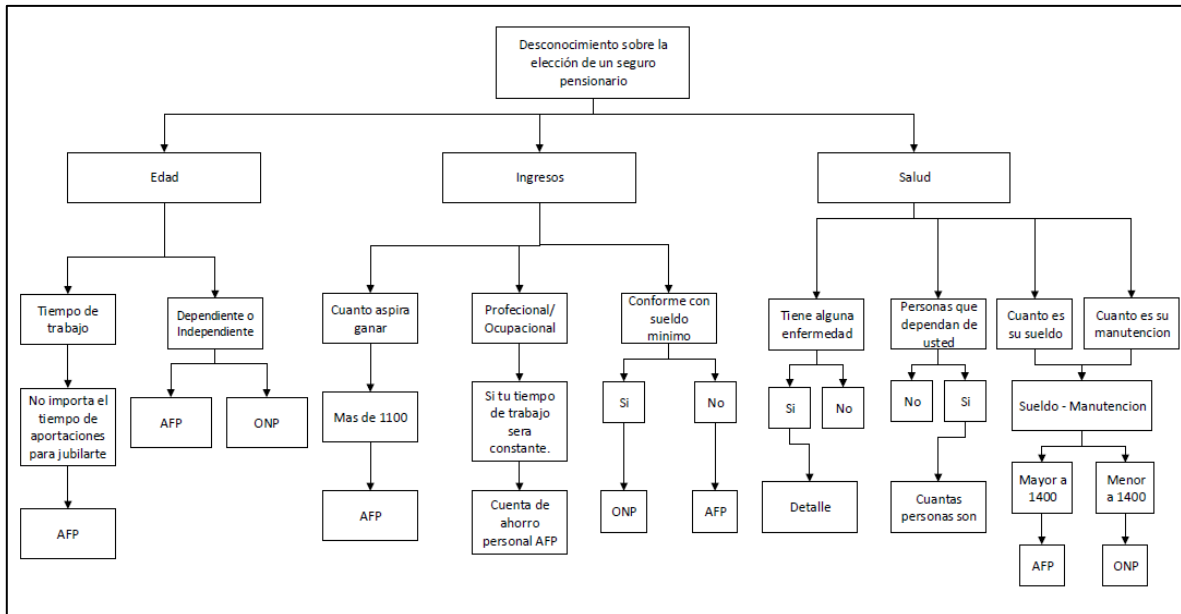 Desconocimiento sobre la
elección de un seguro
pensionario
Edad
Ingresos
Salud
Tiempo de
trabajo
Dependiente o
Independiente
Cuanto aspira
ganar
Profecional/
Ocupacional
Conforme con
sueldo
minimo
Tiene alguna
enfermedad
Personas que
dependan de
usted
Cuanto es
su sueldo
Cuanto es su
manutencion
No importa el
tiempo de
aportaciones
para jubilarte
AFP
ONP
Mas de 1100
Si tu tiempo
de trabajo
sera
constante.
Si
No
Si
No
No
Si
Sueldo - Manutencion
AFP
AFP
Cuenta de
ahorro
personal AFP
ONP
AFP
Detalle
Cuantas
personas son
Mayor a
1400
Menor
a 1400
AFP
ONP